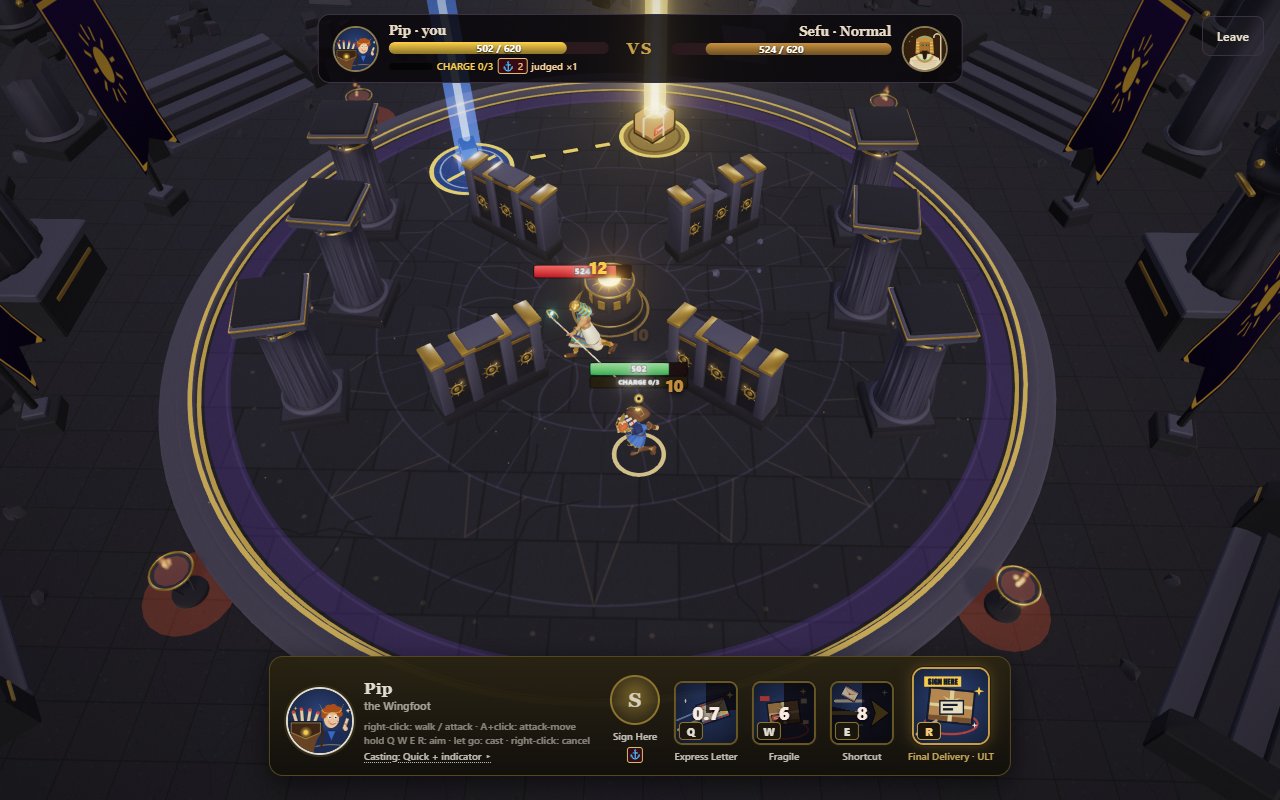 Pip · you
502 / 620
CHARGE 0/3 2 judged ×1
VS
Sefu · Normal
524 / 620
Leave
12
10
502
CHARGE 0/3
10
Pip
the Wingfoot
right-click: walk / attack · A+click: attack-move
hold Q W E R: aim · let go: cast · right-click: cancel
Casting: Quick + indicator
S
Sign Here
0.7
Q
Express Letter
6
W
Fragile
8
E
Shortcut
SIGN HERE
R
Final Delivery · ULT